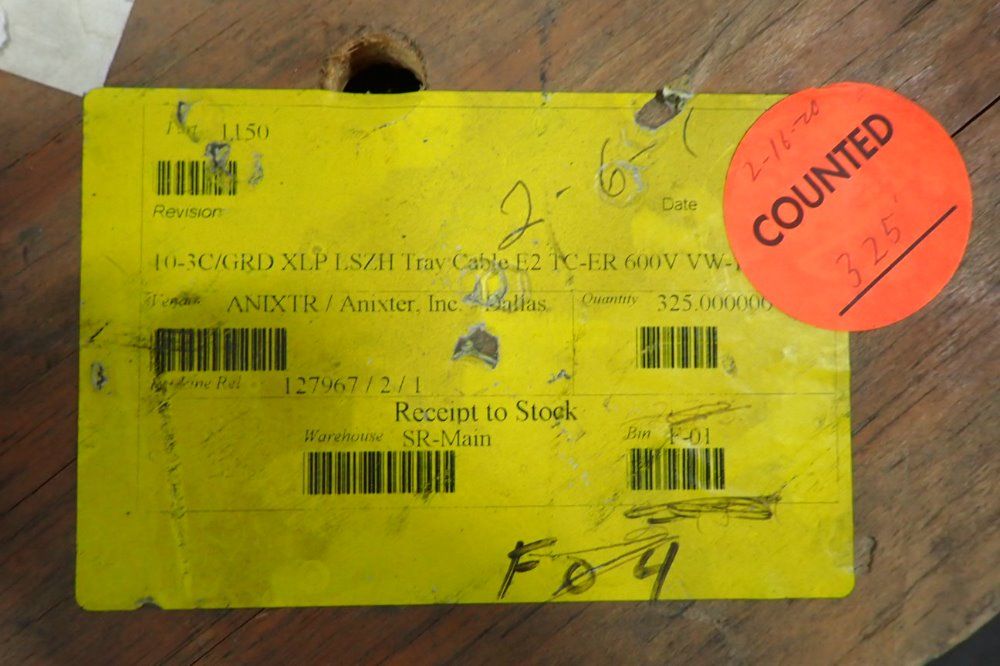 Part 1150
Revision
2-6-
Date
10-3C/GRD XLP LSZH Tray Cable E2 TC-ER 600V VW-1
Vendor ANIXTR / Anixter, Inc. - Dallas
Quantity 325.000000
Rel 127967 / 2 / 1
Receipt to Stock
Warehouse SR-Main
Bin F-01
F04
2-16-20
COUNTED
325'